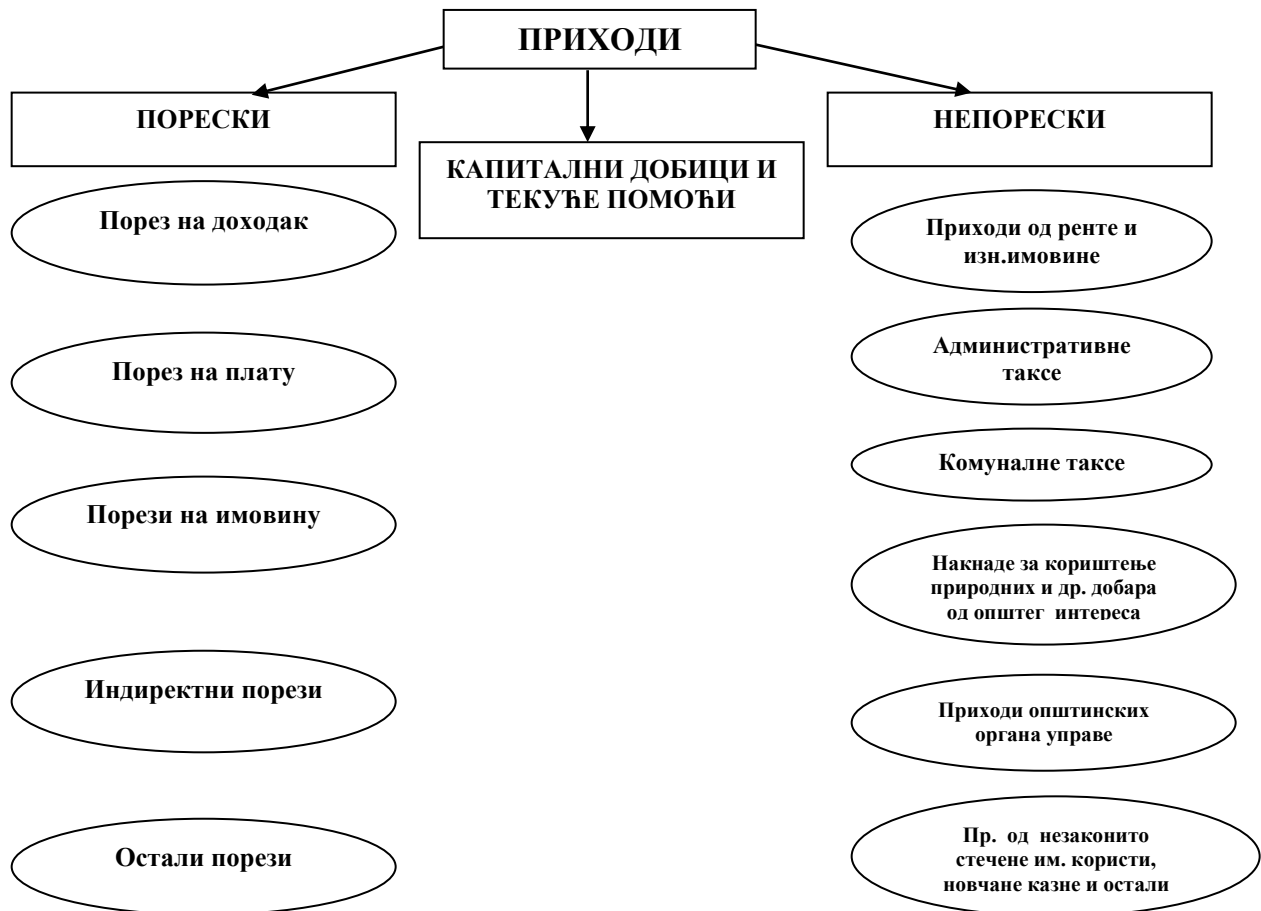 ПРИХОДИ
ПОРЕСКИ
КАПИТАЛНИ ДОБИЦИ И
ТЕКУЋЕ ПОМОЋИ
НЕПОРЕСКИ
Порез на доходак
Порез на плату
Порези на имовину
Индиректни порези
Остали порези
Приходи од ренте и
изн.имовине
Административне
таксе
Комуналне таксе
Накнаде за кориштење
природних и др. добара
од општег интереса
Приходи општинских
органа управе
Пр. од незаконито
стечене им. користи,
новчане казне и остали